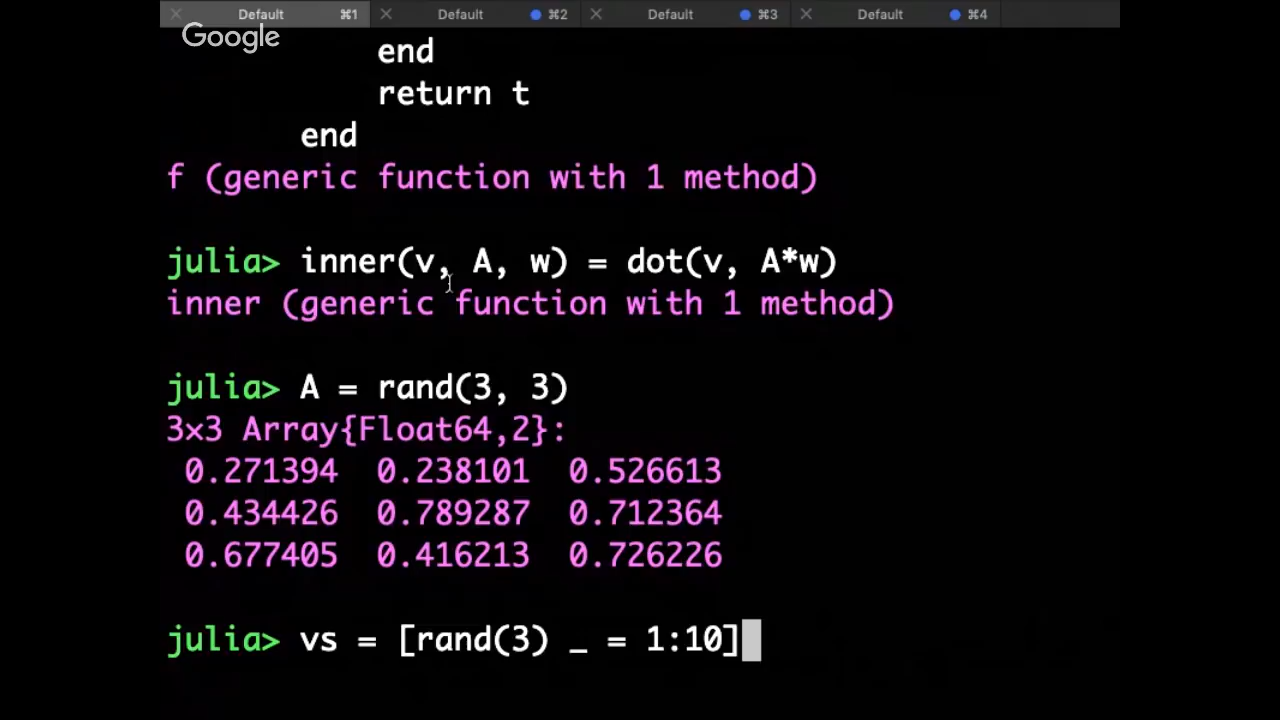 Default ⌘1 Default ⌘2 Default ⌘3 Default ⌘4
Google
end
return t
end
f (generic function with 1 method)
julia> inner(v, A, w) = dot(v, A*w)
inner (generic function with 1 method)
julia> A = rand(3, 3)
3×3 Array{Float64,2}:
0.271394 0.238101 0.526613
0.434426 0.789287 0.712364
0.677405 0.416213 0.726226
julia> vs = [rand(3) _ = 1:10]